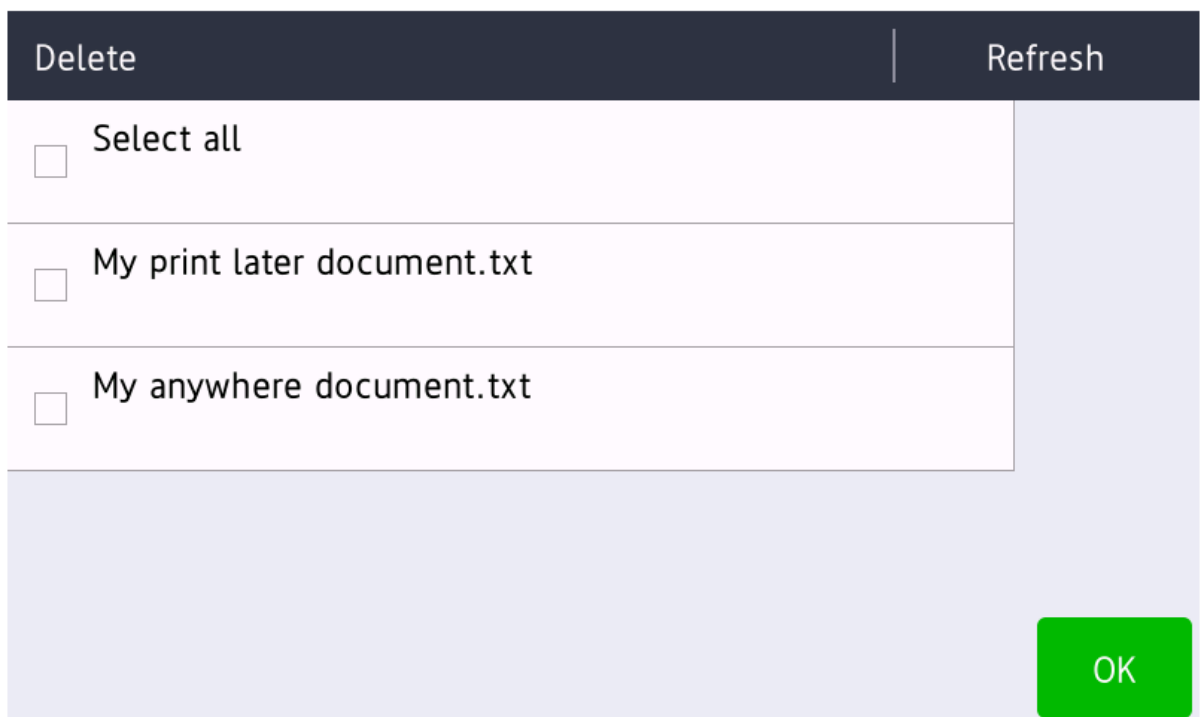 Delete
Refresh
Select all
My print later document.txt
My anywhere document.txt
OK